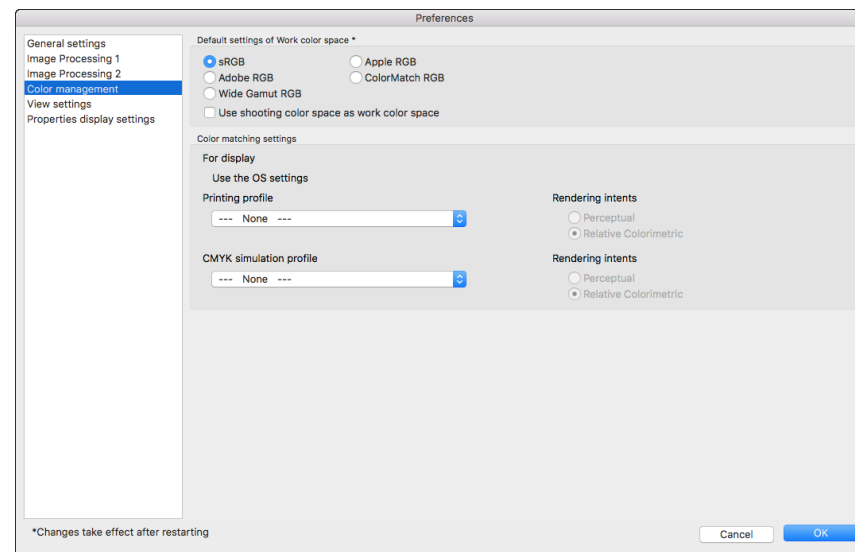 Preferences
General settings
Image Processing 1
Image Processing 2
Color management
View settings
Properties display settings
Default settings of Work color space *
sRGB Apple RGB
Adobe RGB ColorMatch RGB
Wide Gamut RGB
Use shooting color space as work color space
Color matching settings
For display
Use the OS settings
Printing profile Rendering intents
--- None --- Perceptual
Relative Colorimetric
CMYK simulation profile Rendering intents
--- None --- Perceptual
Relative Colorimetric
*Changes take effect after restarting
Cancel OK